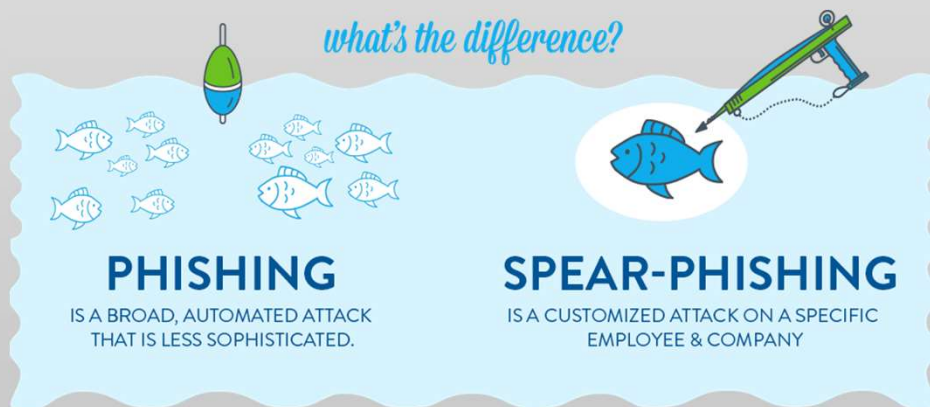 what's the difference?
PHISHING
IS A BROAD, AUTOMATED ATTACK
THAT IS LESS SOPHISTICATED.
SPEAR-PHISHING
IS A CUSTOMIZED ATTACK ON A SPECIFIC
EMPLOYEE & COMPANY